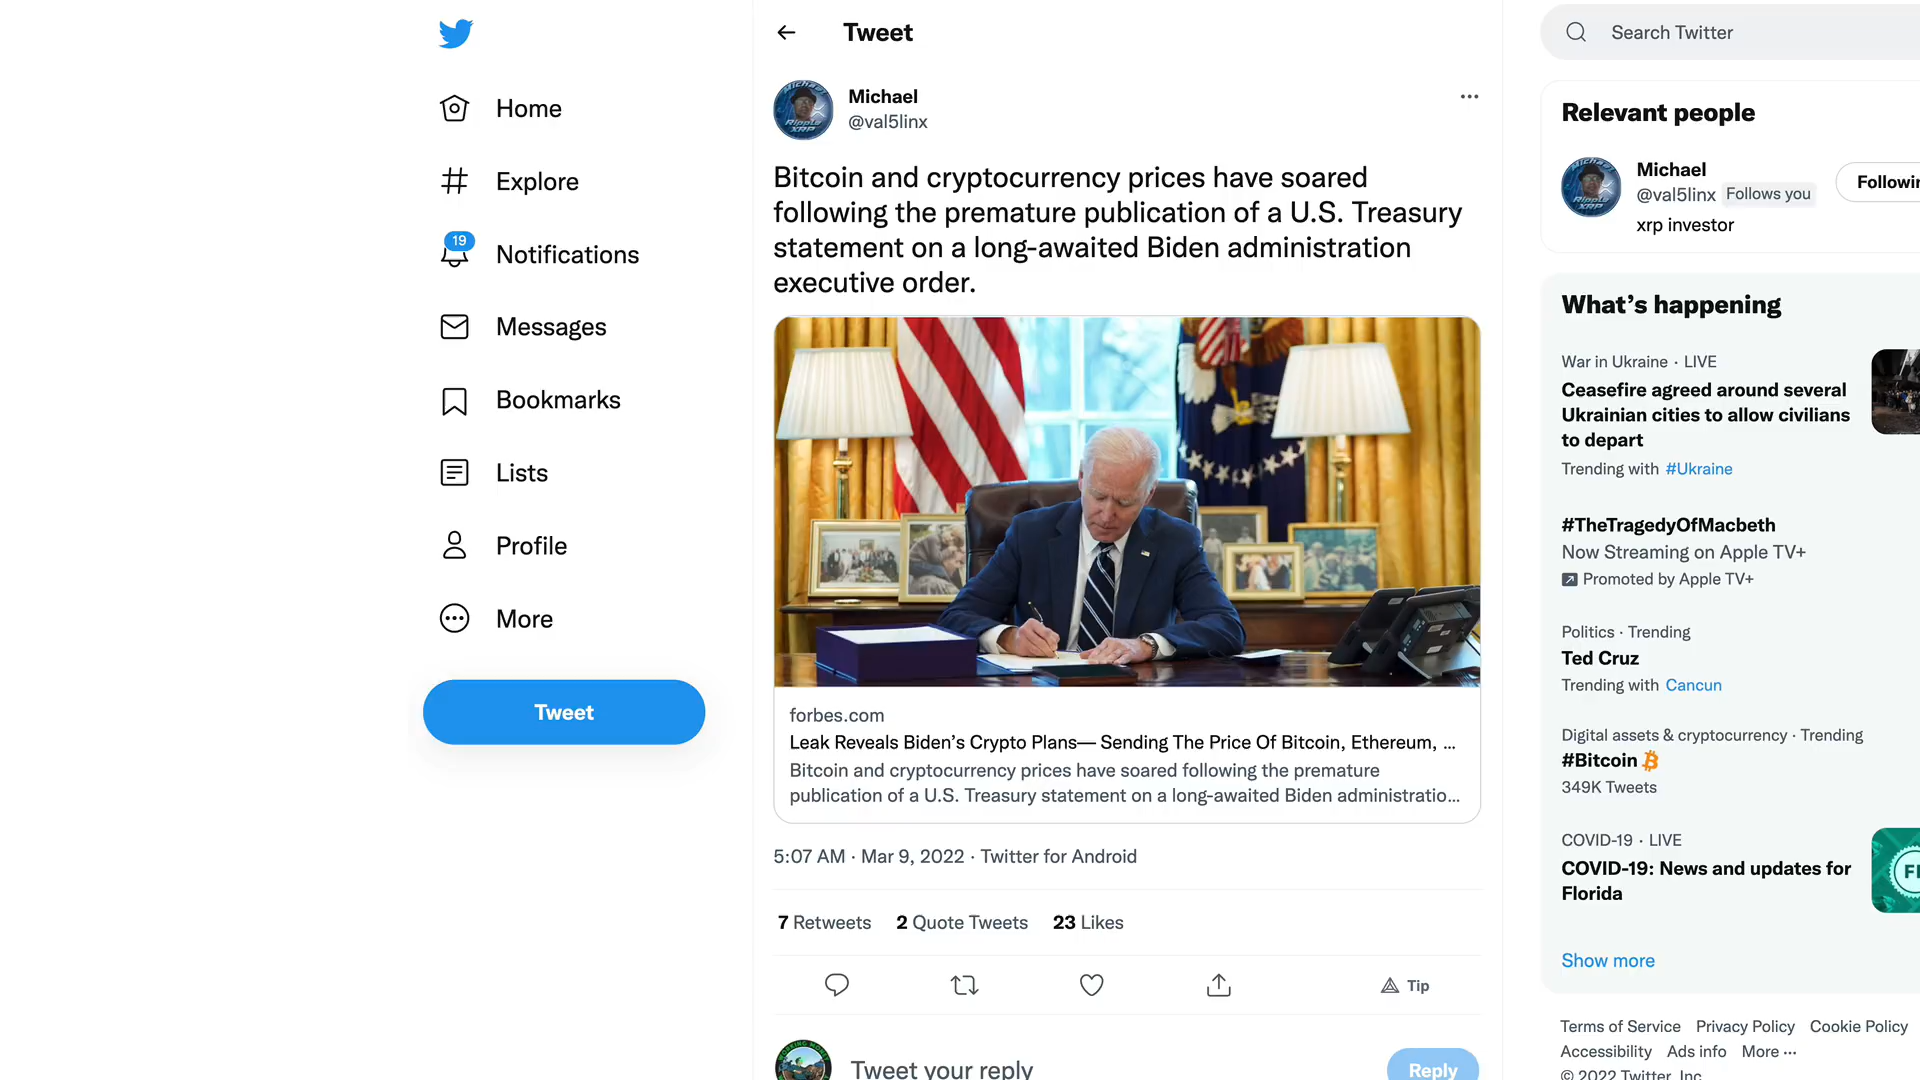 Tweet
Search Twitter
Michael
@val5linx
Home
Explore
19
Notifications
Messages
Bookmarks
Lists
Profile
More
Tweet
Bitcoin and cryptocurrency prices have soared
following the premature publication of a U.S. Treasury
statement on a long-awaited Biden administration
executive order.
forbes.com
Leak Reveals Biden’s Crypto Plans— Sending The Price Of Bitcoin, Ethereum, ...
Bitcoin and cryptocurrency prices have soared following the premature
publication of a U.S. Treasury statement on a long-awaited Biden administratio...
5:07 AM · Mar 9, 2022 · Twitter for Android
7 Retweets 2 Quote Tweets 23 Likes
Tip
Tweet your reply
Reply
Relevant people
Michael
@val5linx Follows you
Followin
xrp investor
What’s happening
War in Ukraine · LIVE
Ceasefire agreed around several
Ukrainian cities to allow civilians
to depart
Trending with #Ukraine
#TheTragedyOfMacbeth
Now Streaming on Apple TV+
Promoted by Apple TV+
Politics · Trending
Ted Cruz
Trending with Cancun
Digital assets & cryptocurrency · Trending
#Bitcoin
349K Tweets
COVID-19 · LIVE
COVID-19: News and updates for
Florida
Show more
Terms of Service Privacy Policy Cookie Policy
Accessibility Ads info More ···
© 2022 Twitter, Inc.